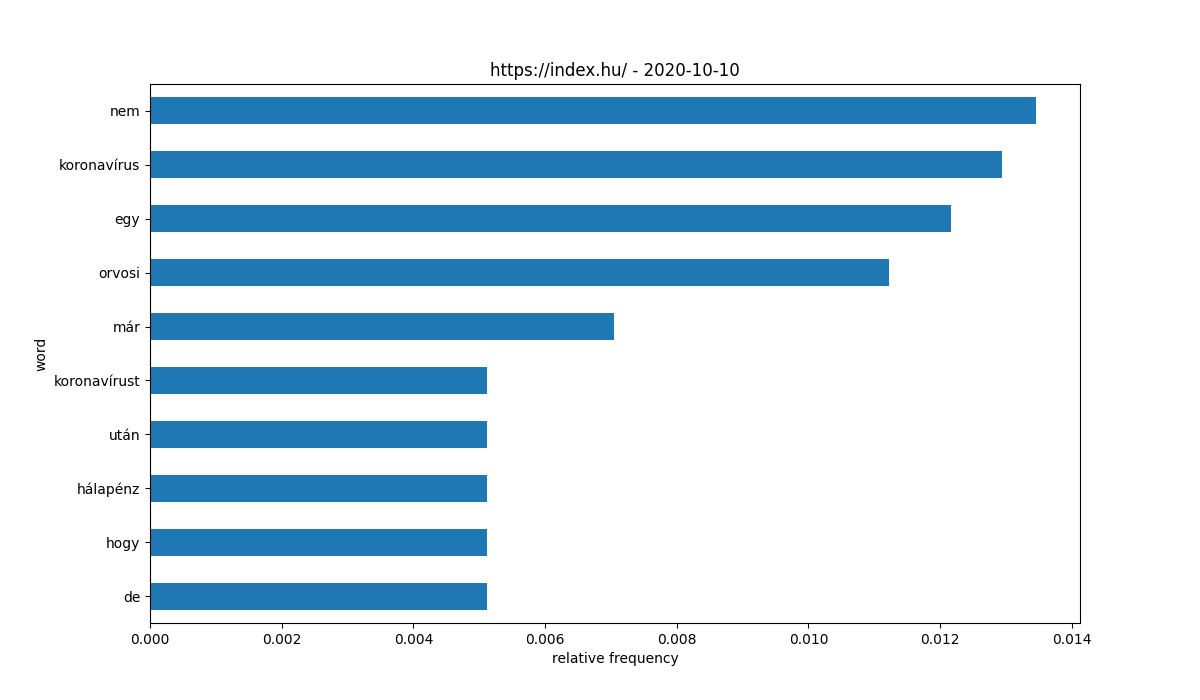 https://index.hu/ - 2020-10-10
word
nem
koronavírus
egy
orvosi
már
koronavírust
után
hálapénz
hogy
de
0.000 0.002 0.004 0.006 0.008 0.010 0.012 0.014
relative frequency